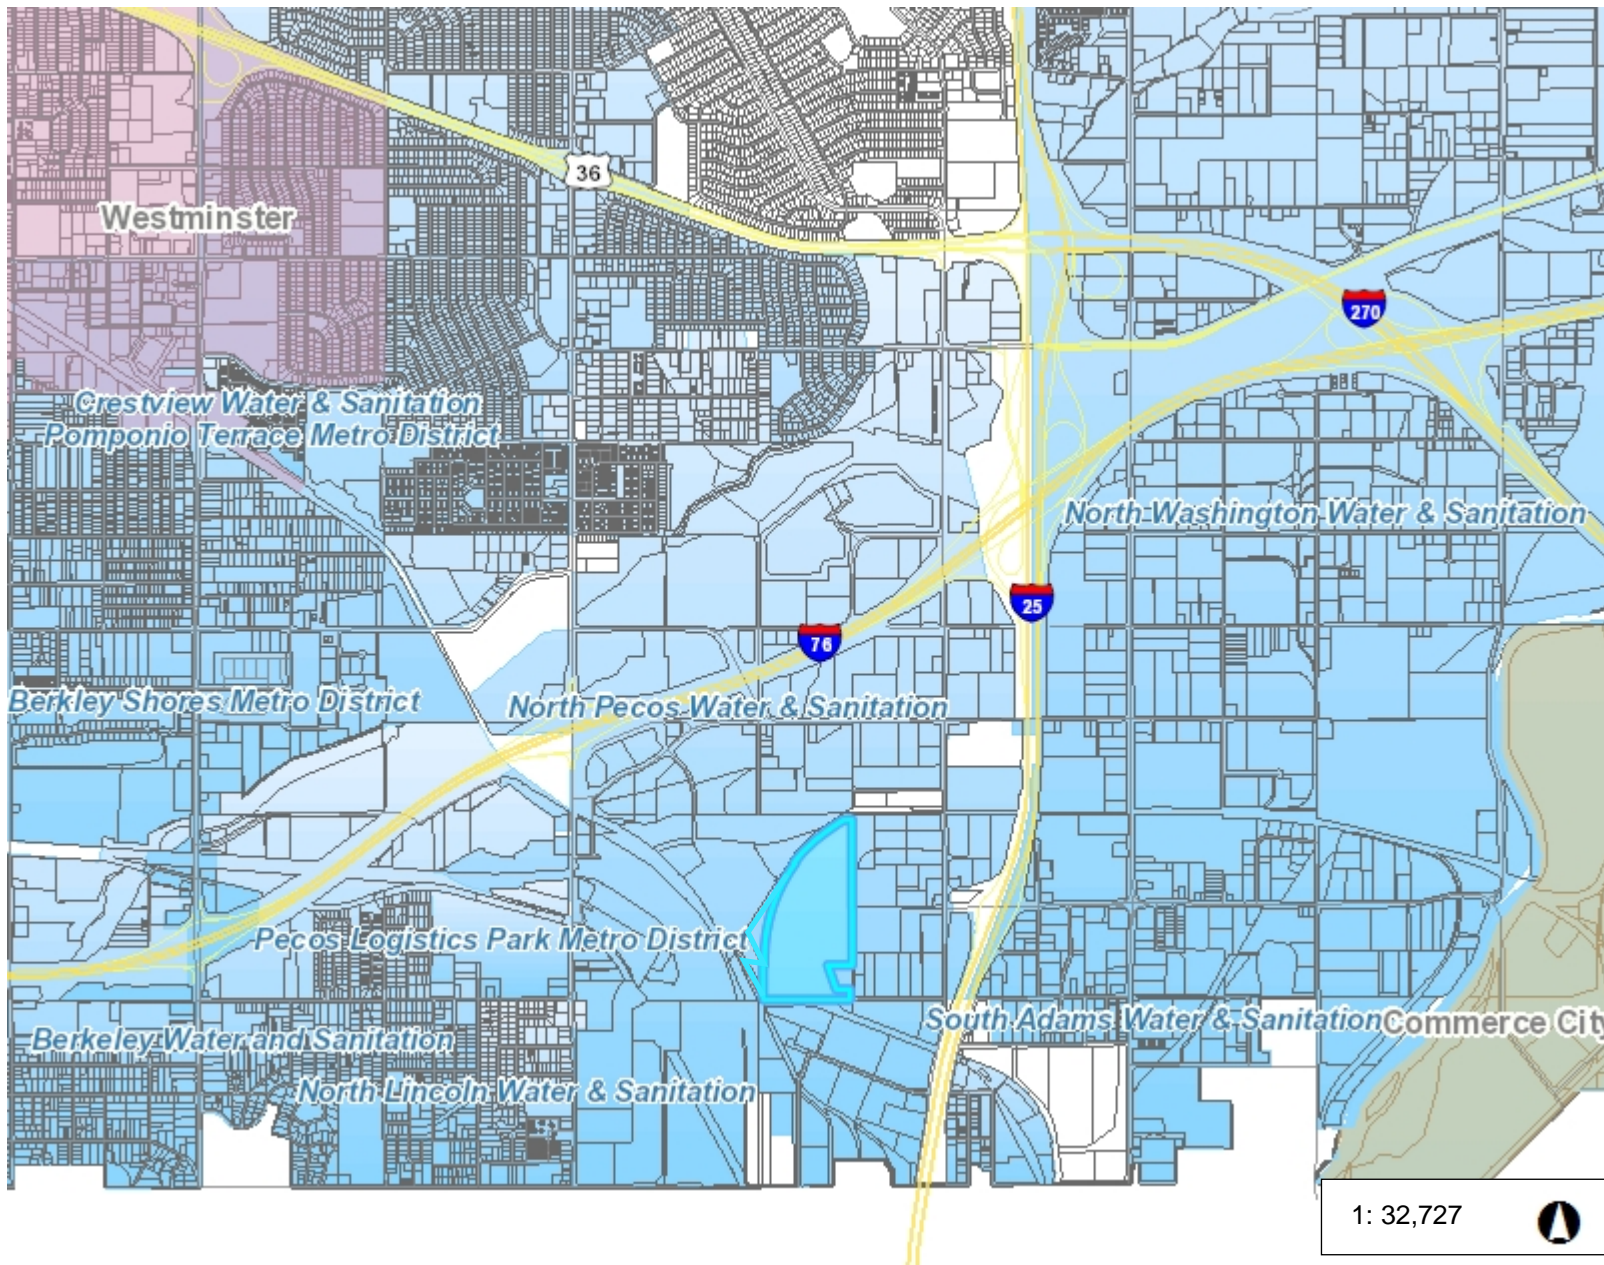 36
Westminster
270
Crestview Water & Sanitation
Pomponio Terrace Metro District
North Washington Water & Sanitation
25
76
Berkley Shores Metro District
North Pecos Water & Sanitation
Pecos Logistics Park Metro District
South Adams Water & Sanitation
Commerce City
Berkeley Water and Sanitation
North Lincoln Water & Sanitation
1: 32,727